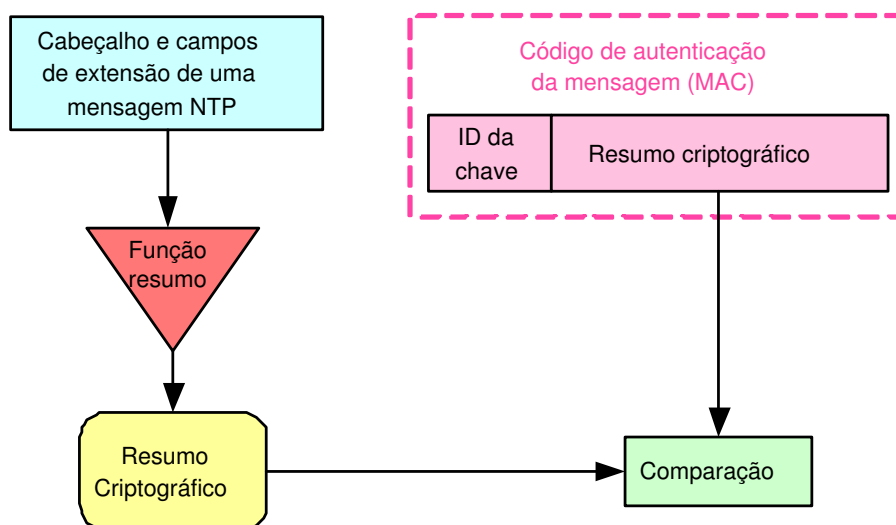 Cabeçalho e campos
de extensão de uma
mensagem NTP
Código de autenticação
da mensagem (MAC)
ID da
chave
Resumo criptográfico
Função
resumo
Resumo
Criptográfico
Comparação